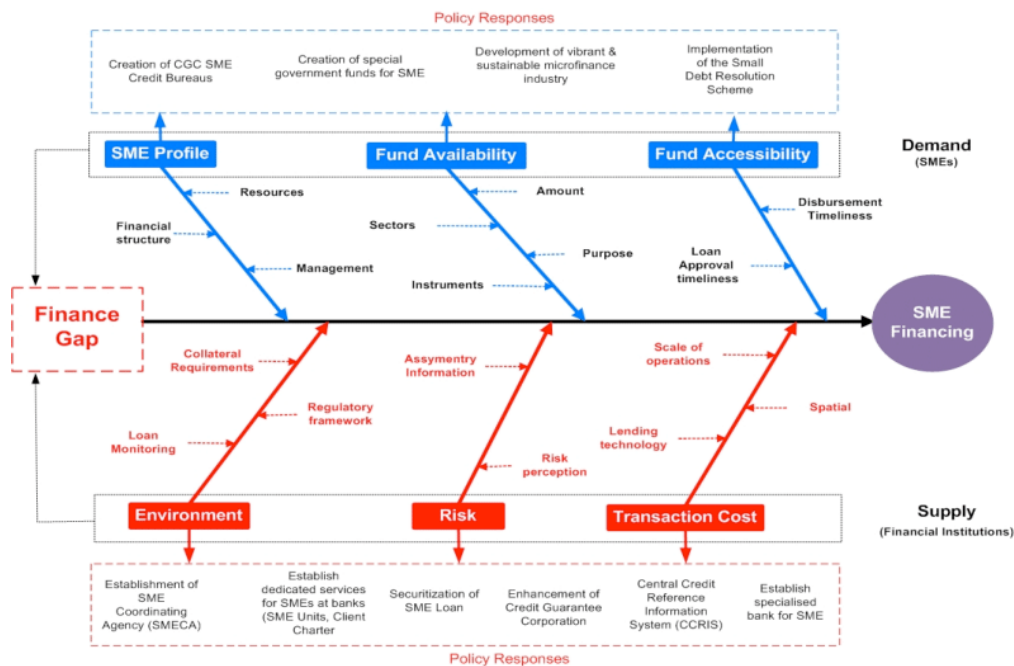 Policy Responses
Creation of CGC SME
Credit Bureaus
Creation of special
government funds for SME
Development of vibrant &
sustainable microfinance
industry
Implementation
of the Small
Debt Resolution
Scheme
SME Profile
Fund Availability
Fund Accessibility
Demand
(SMEs)
Resources
Financial
structure
Management
Amount
Sectors
Purpose
Instruments
Disbursement
Timeliness
Loan
Approval
timeliness
Finance
Gap
SME
Financing
Collateral
Requirements
Regulatory
framework
Loan
Monitoring
Assymentry
Information
Risk
perception
Scale of
operations
Spatial
Lending
technology
Environment
Risk
Transaction Cost
Supply
(Financial Institutions)
Establishment of
SME
Coordinating
Agency (SMECA)
Establish
dedicated services
for SMEs at banks
(SME Units, Client
Charter
Securitization of
SME Loan
Enhancement of
Credit Guarantee
Corporation
Central Credit
Reference
Information
System (CCRIS)
Establish
specialised
bank for SME
Policy Responses